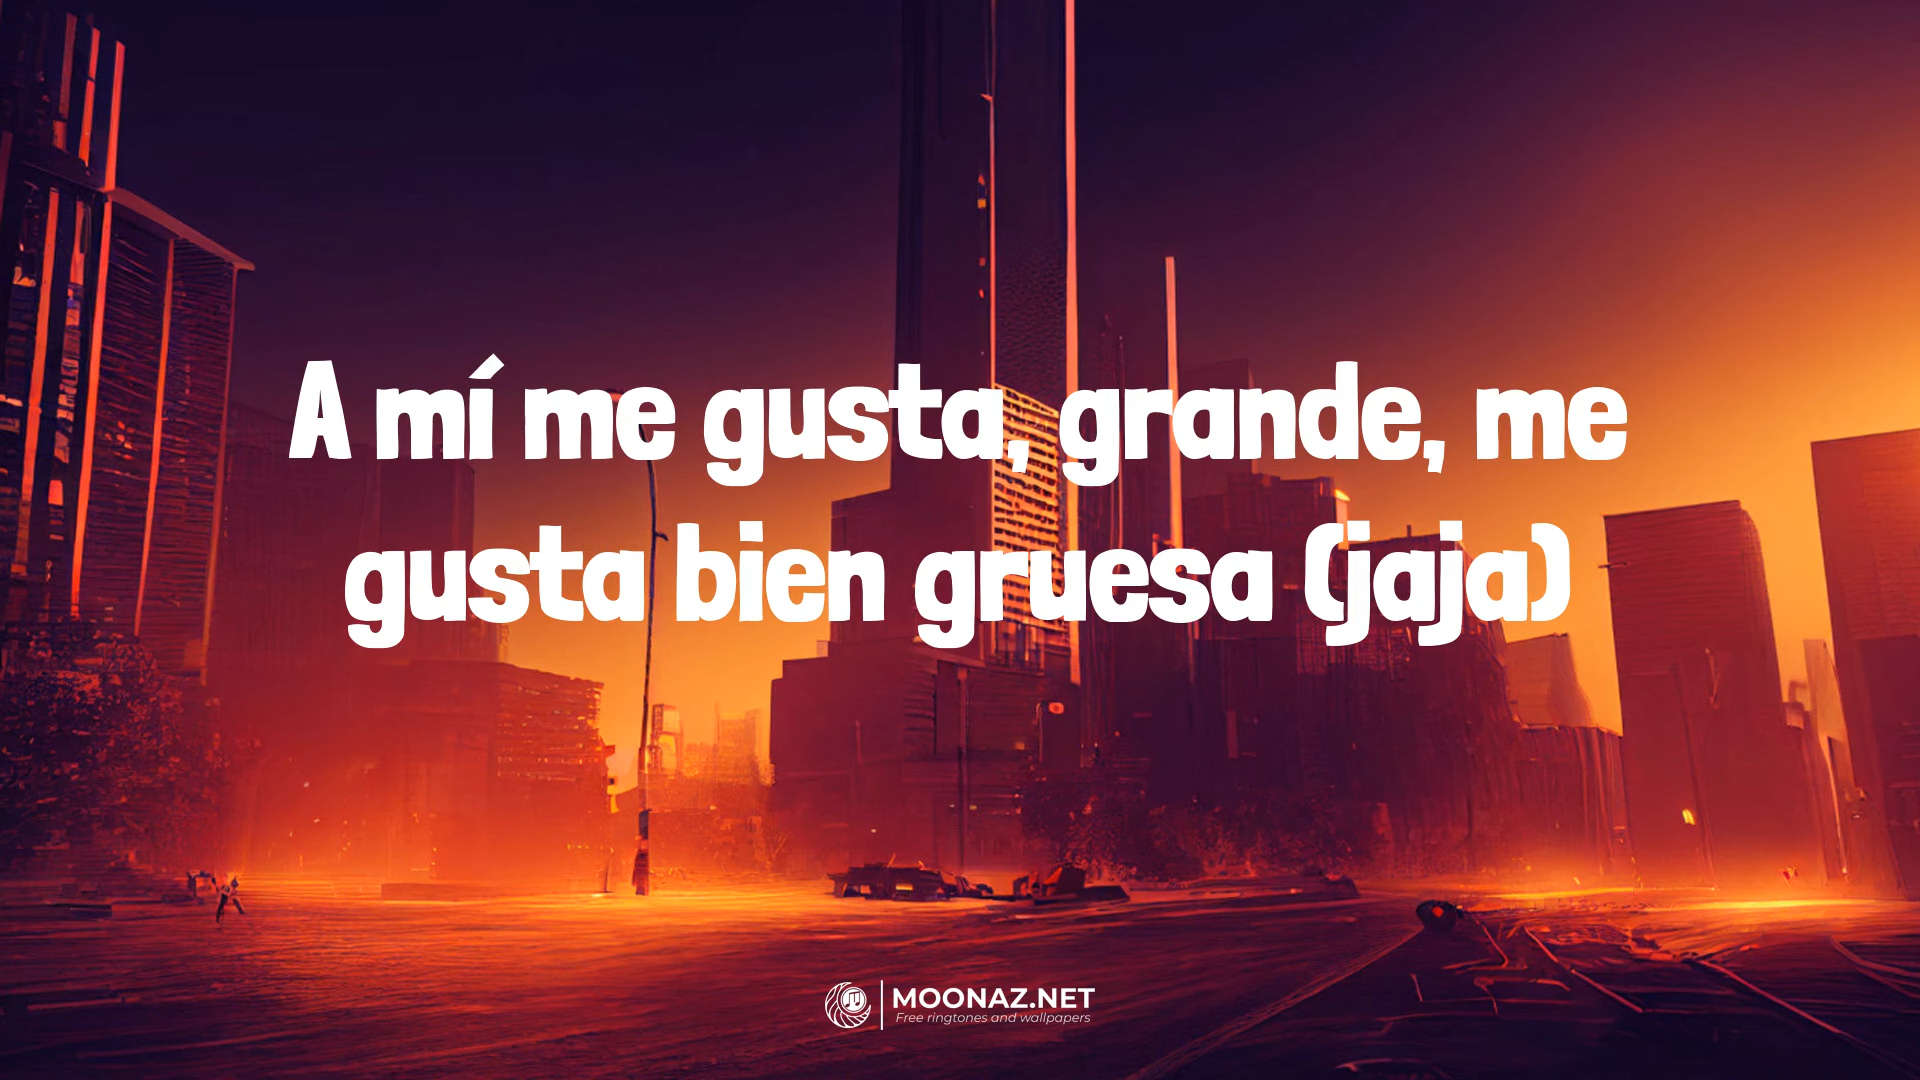 A mí me gusta, grande, me
gusta bien gruesa (jaja)
MOONAZ.NET
Free ringtones and wallpapers